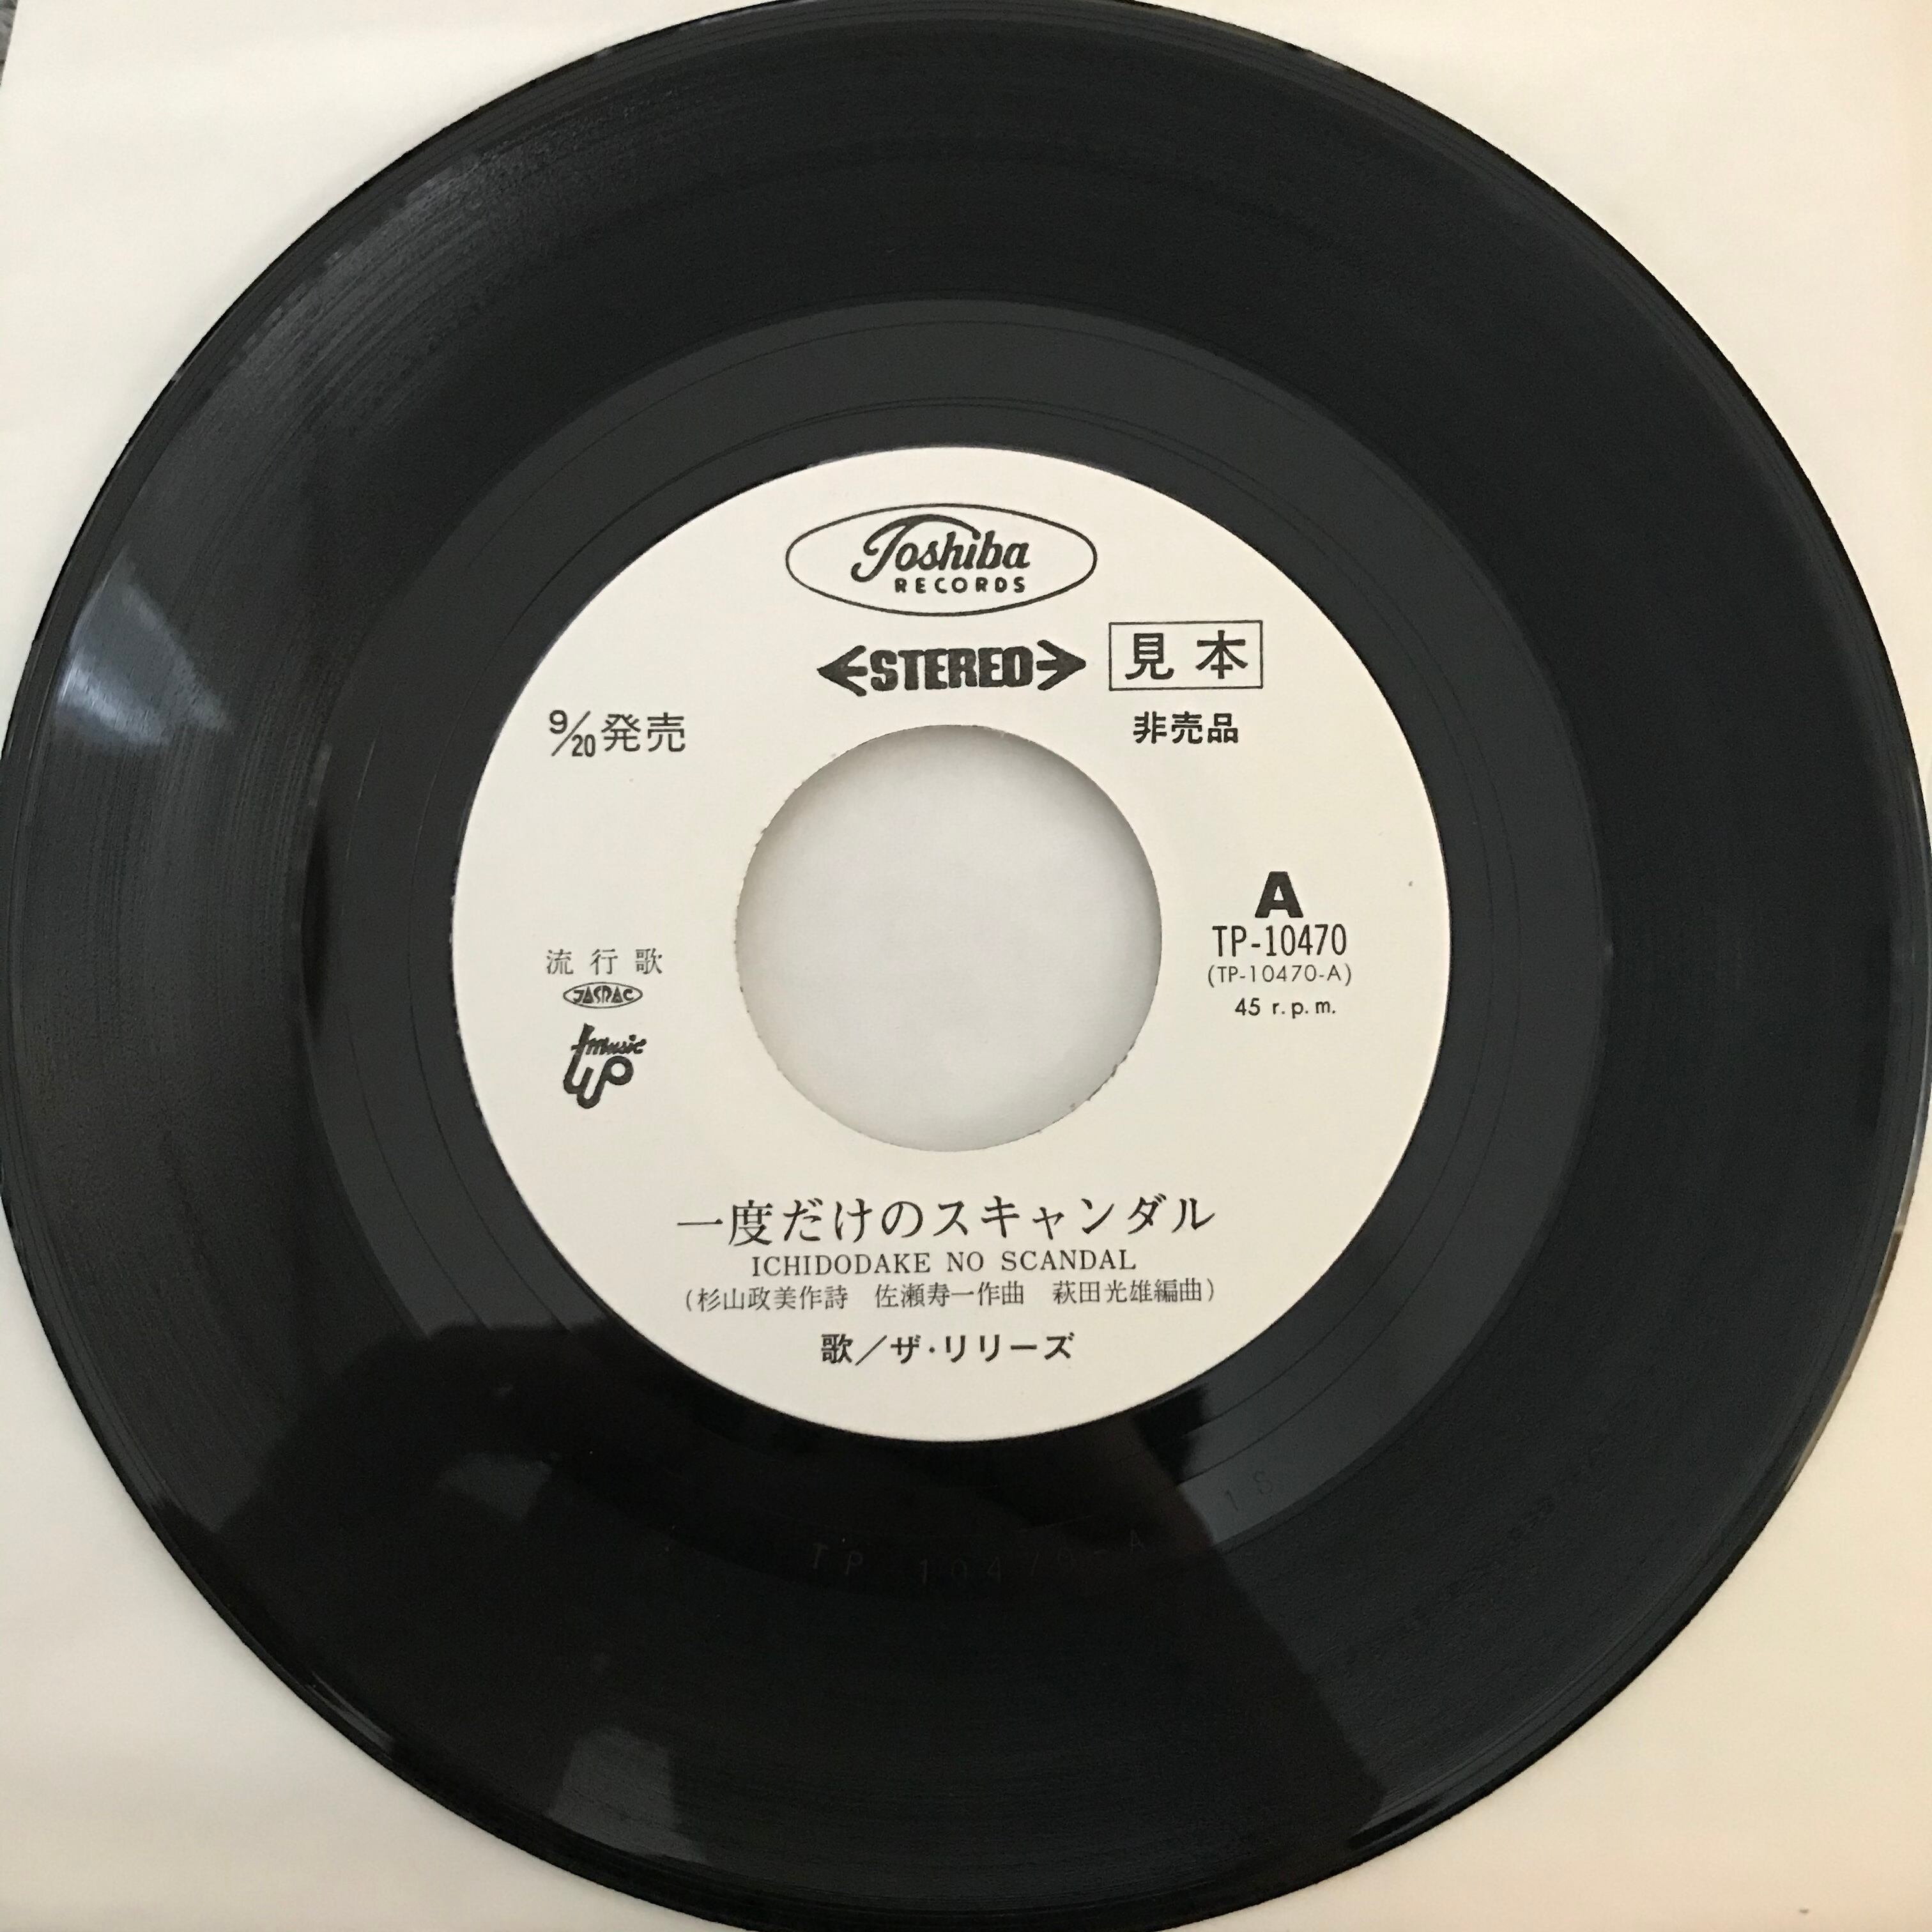 Toshiba
RECORDS
STEREO
見本
非売品
9/20発売
A
TP-10470
(TP-10470-A)
45 r.p.m.
流行歌
JASRAC
music
up
一度だけのスキャンダル
ICHIDODAKE NO SCANDAL
(杉山政美作詩 佐瀬寿一作曲 萩田光雄編曲)
歌/ザ・リリーズ
TP 10470-A 1S